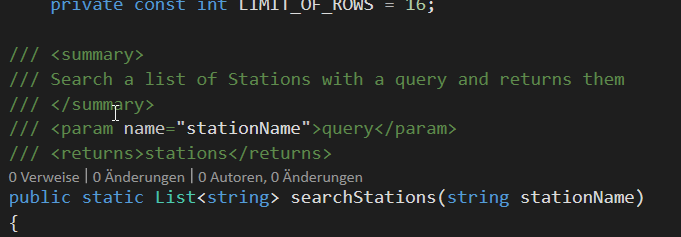 private const int LIMIT_OF_ROWS = 16;
/// <summary>
/// Search a list of Stations with a query and returns them
/// </summary>
/// <param name="stationName">query</param>
/// <returns>stations</returns>
0 Verweise | 0 Änderungen | 0 Autoren, 0 Änderungen
public static List<string> searchStations(string stationName)
{